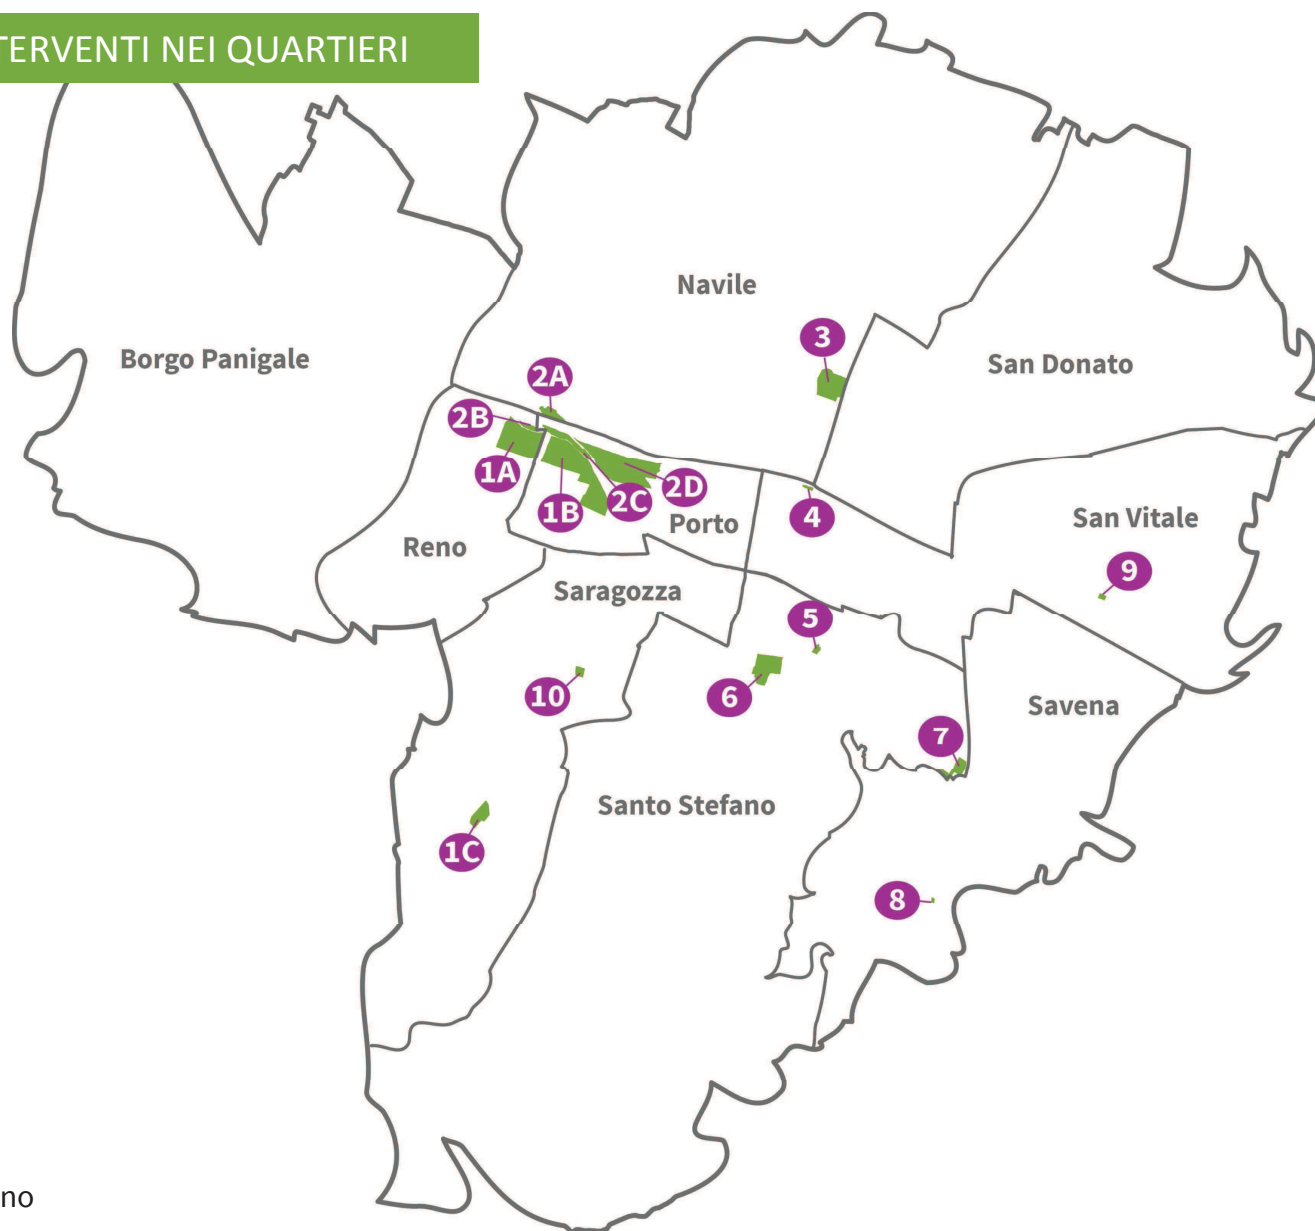 TERVENTI NEI QUARTIERI
Navile
3
Borgo Panigale
San Donato
2A
2B
1A
2C
2D
1B
4
Porto
San Vitale
Reno
9
Saragozza
5
10
6
Savena
7
Santo Stefano
1C
8
no